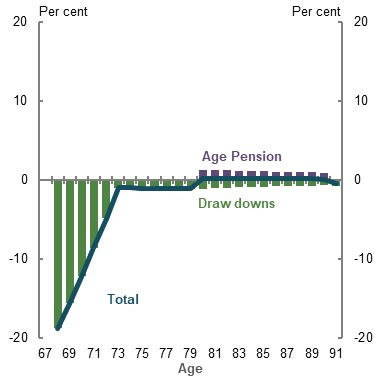 Per cent Per cent
20 20
10 10
Age Pension
0 0
Draw downs
-10 -10
Total
-20 -20
67 69 71 73 75 77 79 81 83 85 87 89 91
Age